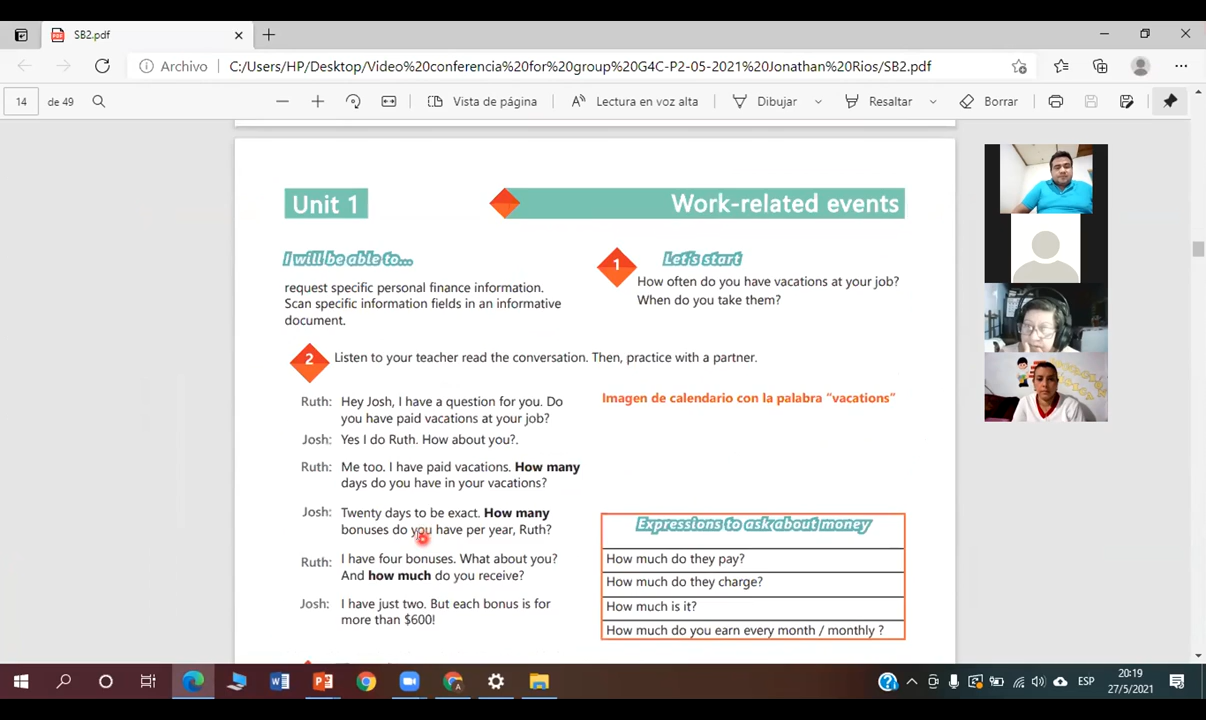 SB2.pdf
Archivo
C:/Users/HP/Desktop/Video%20conferencia%20for%20group%20G4C-P2-05-2021%20Jonathan%20Rios/SB2.pdf
14
de 49
Vista de página
Lectura en voz alta
Dibujar
Resaltar
Borrar
Unit 1
Work-related events
I will be able to...
request specific personal finance information.
Scan specific information fields in an informative
document.
1
Let's start
How often do you have vacations at your job?
When do you take them?
2
Listen to your teacher read the conversation. Then, practice with a partner.
Ruth: Hey Josh, I have a question for you. Do
you have paid vacations at your job?
Josh: Yes I do Ruth. How about you?.
Ruth: Me too. I have paid vacations. How many
days do you have in your vacations?
Josh: Twenty days to be exact. How many
bonuses do you have per year, Ruth?
Ruth: I have four bonuses. What about you?
And how much do you receive?
Josh: I have just two. But each bonus is for
more than $600!
Imagen de calendario con la palabra “vacations”
Expressions to ask about money
How much do they pay?
How much do they charge?
How much is it?
How much do you earn every month / monthly ?
ESP
20:19
27/5/2021